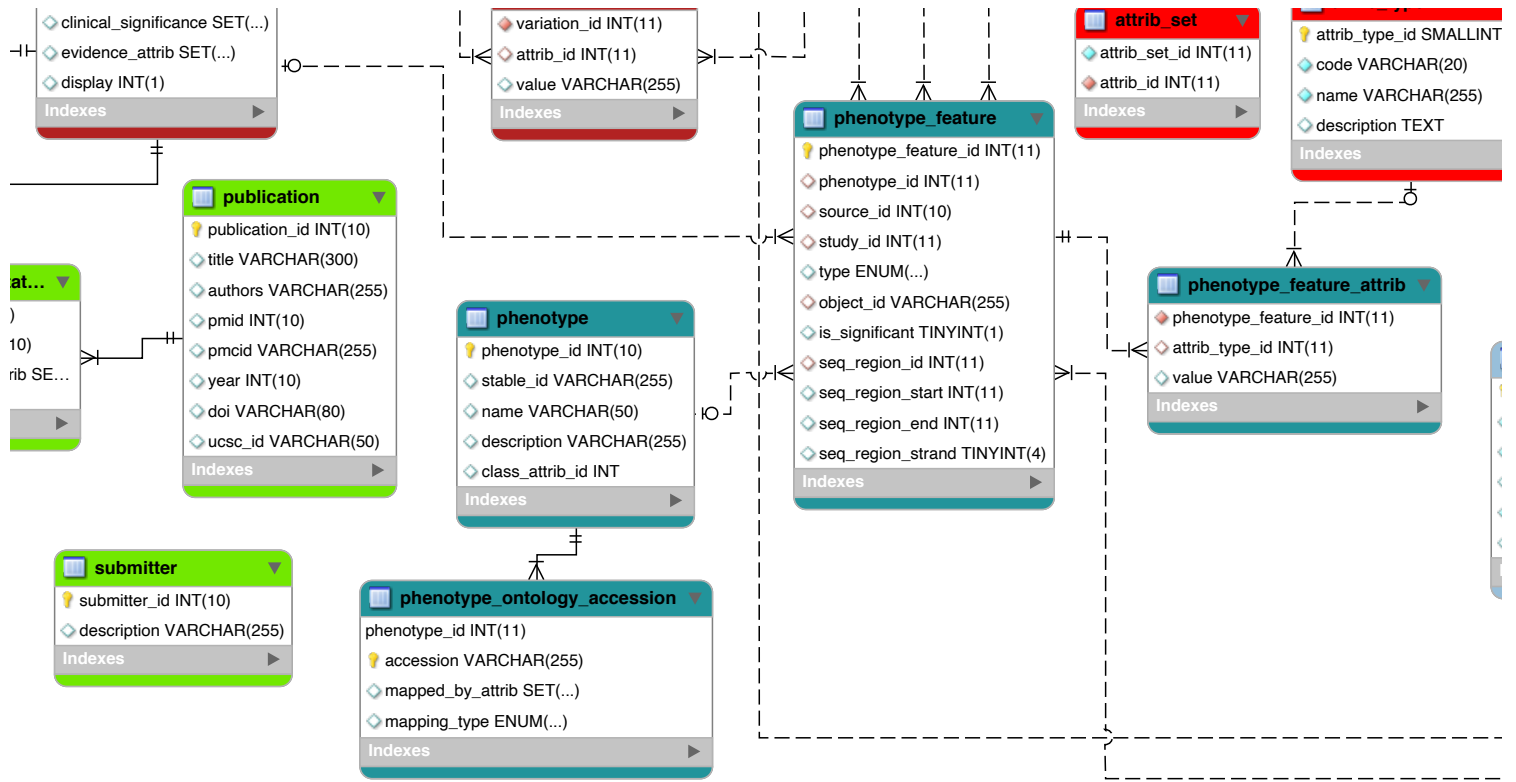 clinical_significance SET(...)
evidence_attrib SET(...)
display INT(1)
Indexes
variation_id INT(11)
attrib_id INT(11)
value VARCHAR(255)
Indexes
attrib_set
attrib_set_id INT(11)
attrib_id INT(11)
Indexes
attrib_type_id SMALLINT
code VARCHAR(20)
name VARCHAR(255)
description TEXT
Indexes
phenotype_feature
phenotype_feature_id INT(11)
phenotype_id INT(11)
source_id INT(10)
study_id INT(11)
type ENUM(...)
object_id VARCHAR(255)
is_significant TINYINT(1)
seq_region_id INT(11)
seq_region_start INT(11)
seq_region_end INT(11)
seq_region_strand TINYINT(4)
Indexes
publication
publication_id INT(10)
title VARCHAR(300)
authors VARCHAR(255)
pmid INT(10)
pmcid VARCHAR(255)
year INT(10)
doi VARCHAR(80)
ucsc_id VARCHAR(50)
Indexes
tat...
)
10)
rib SE...
phenotype_feature_attrib
phenotype_feature_id INT(11)
attrib_type_id INT(11)
value VARCHAR(255)
Indexes
phenotype
phenotype_id INT(10)
stable_id VARCHAR(255)
name VARCHAR(50)
description VARCHAR(255)
class_attrib_id INT
Indexes
submitter
submitter_id INT(10)
description VARCHAR(255)
Indexes
phenotype_ontology_accession
phenotype_id INT(11)
accession VARCHAR(255)
mapped_by_attrib SET(...)
mapping_type ENUM(...)
Indexes